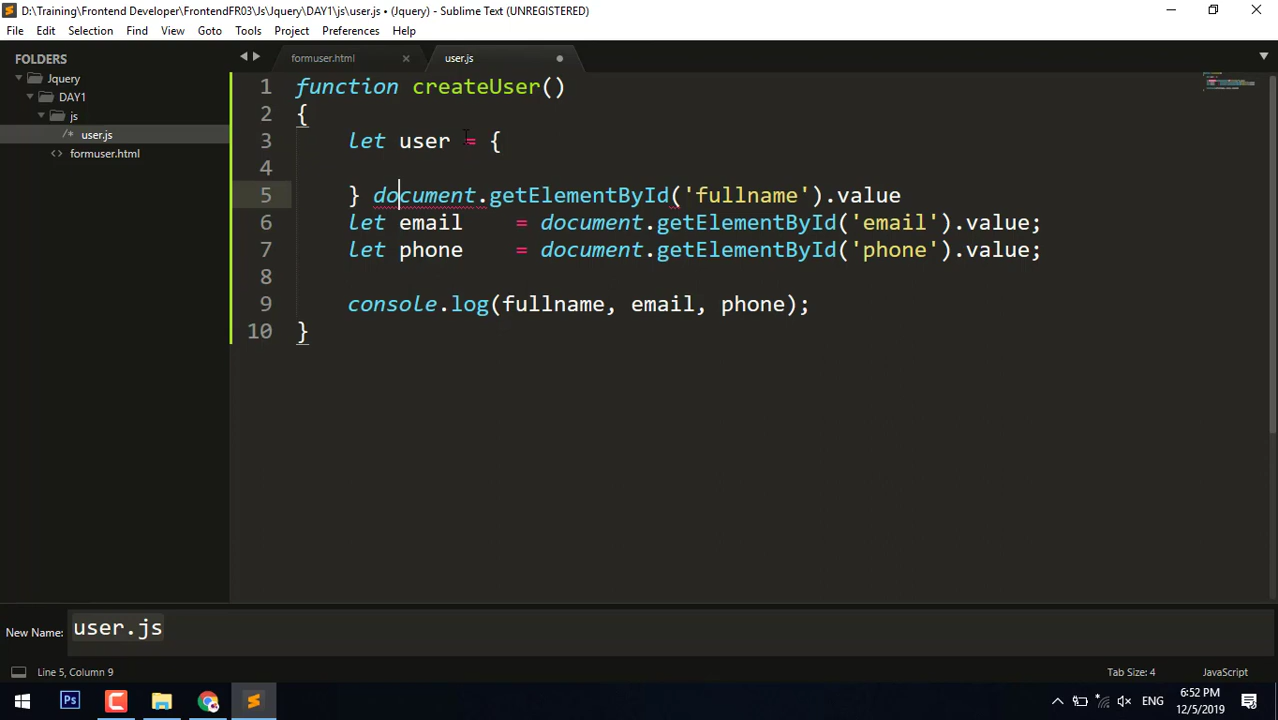 D:\Training\Frontend Developer\FrontendFR03\Js\Jquery\DAY1\js\user.js • (Jquery) - Sublime Text (UNREGISTERED)
File Edit Selection Find View Goto Tools Project Preferences Help
FOLDERS
Jquery
DAY1
js
/* user.js
<> formuser.html
formuser.html ×
user.js
1 function createUser()
2 {
3 let user = {
4
5 } document.getElementById('fullname').value
6 let email = document.getElementById('email').value;
7 let phone = document.getElementById('phone').value;
8
9 console.log(fullname, email, phone);
10 }
New Name: user.js
Line 5, Column 9
Tab Size: 4
JavaScript
Ps
ENG
6:52 PM
12/5/2019